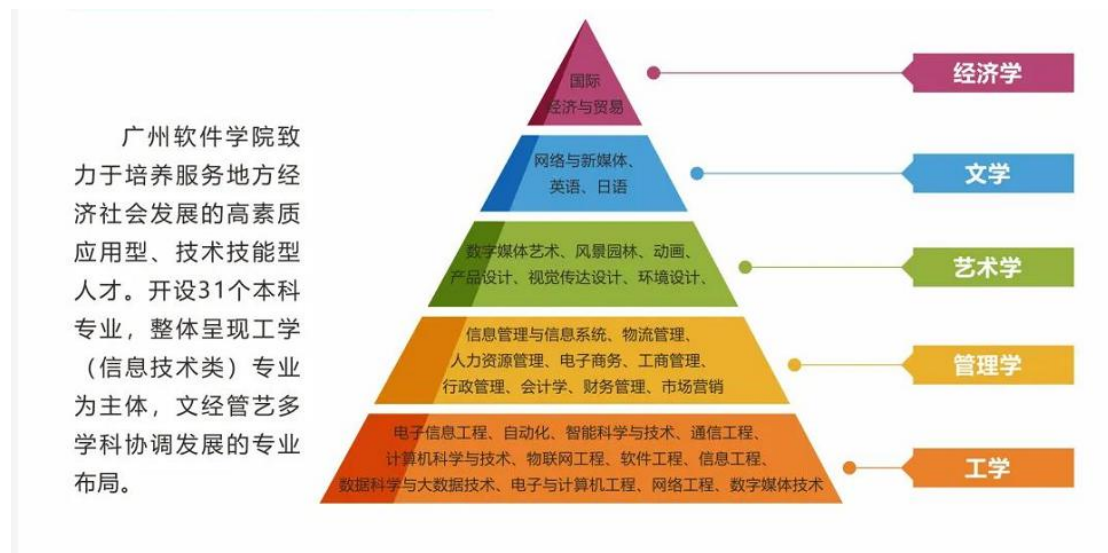 广州软件学院致
力于培养服务地方经
济社会发展的高素质
应用型、技术技能型
人才。开设31个本科
专业，整体呈现工学
（信息技术类）专业
为主体，文经管艺多
学科协调发展的专业
布局。
国际
经济与贸易
经济学
网络与新媒体、
英语、日语
文学
数字媒体艺术、风景园林、动画、
产品设计、视觉传达设计、环境设计、
艺术学
信息管理与信息系统、物流管理、
人力资源管理、电子商务、工商管理、
行政管理、会计学、财务管理、市场营销
管理学
电子信息工程、自动化、智能科学与技术、通信工程、
计算机科学与技术、物联网工程、软件工程、信息工程、
数据科学与大数据技术、电子与计算机工程、网络工程、数字媒体技术
工学